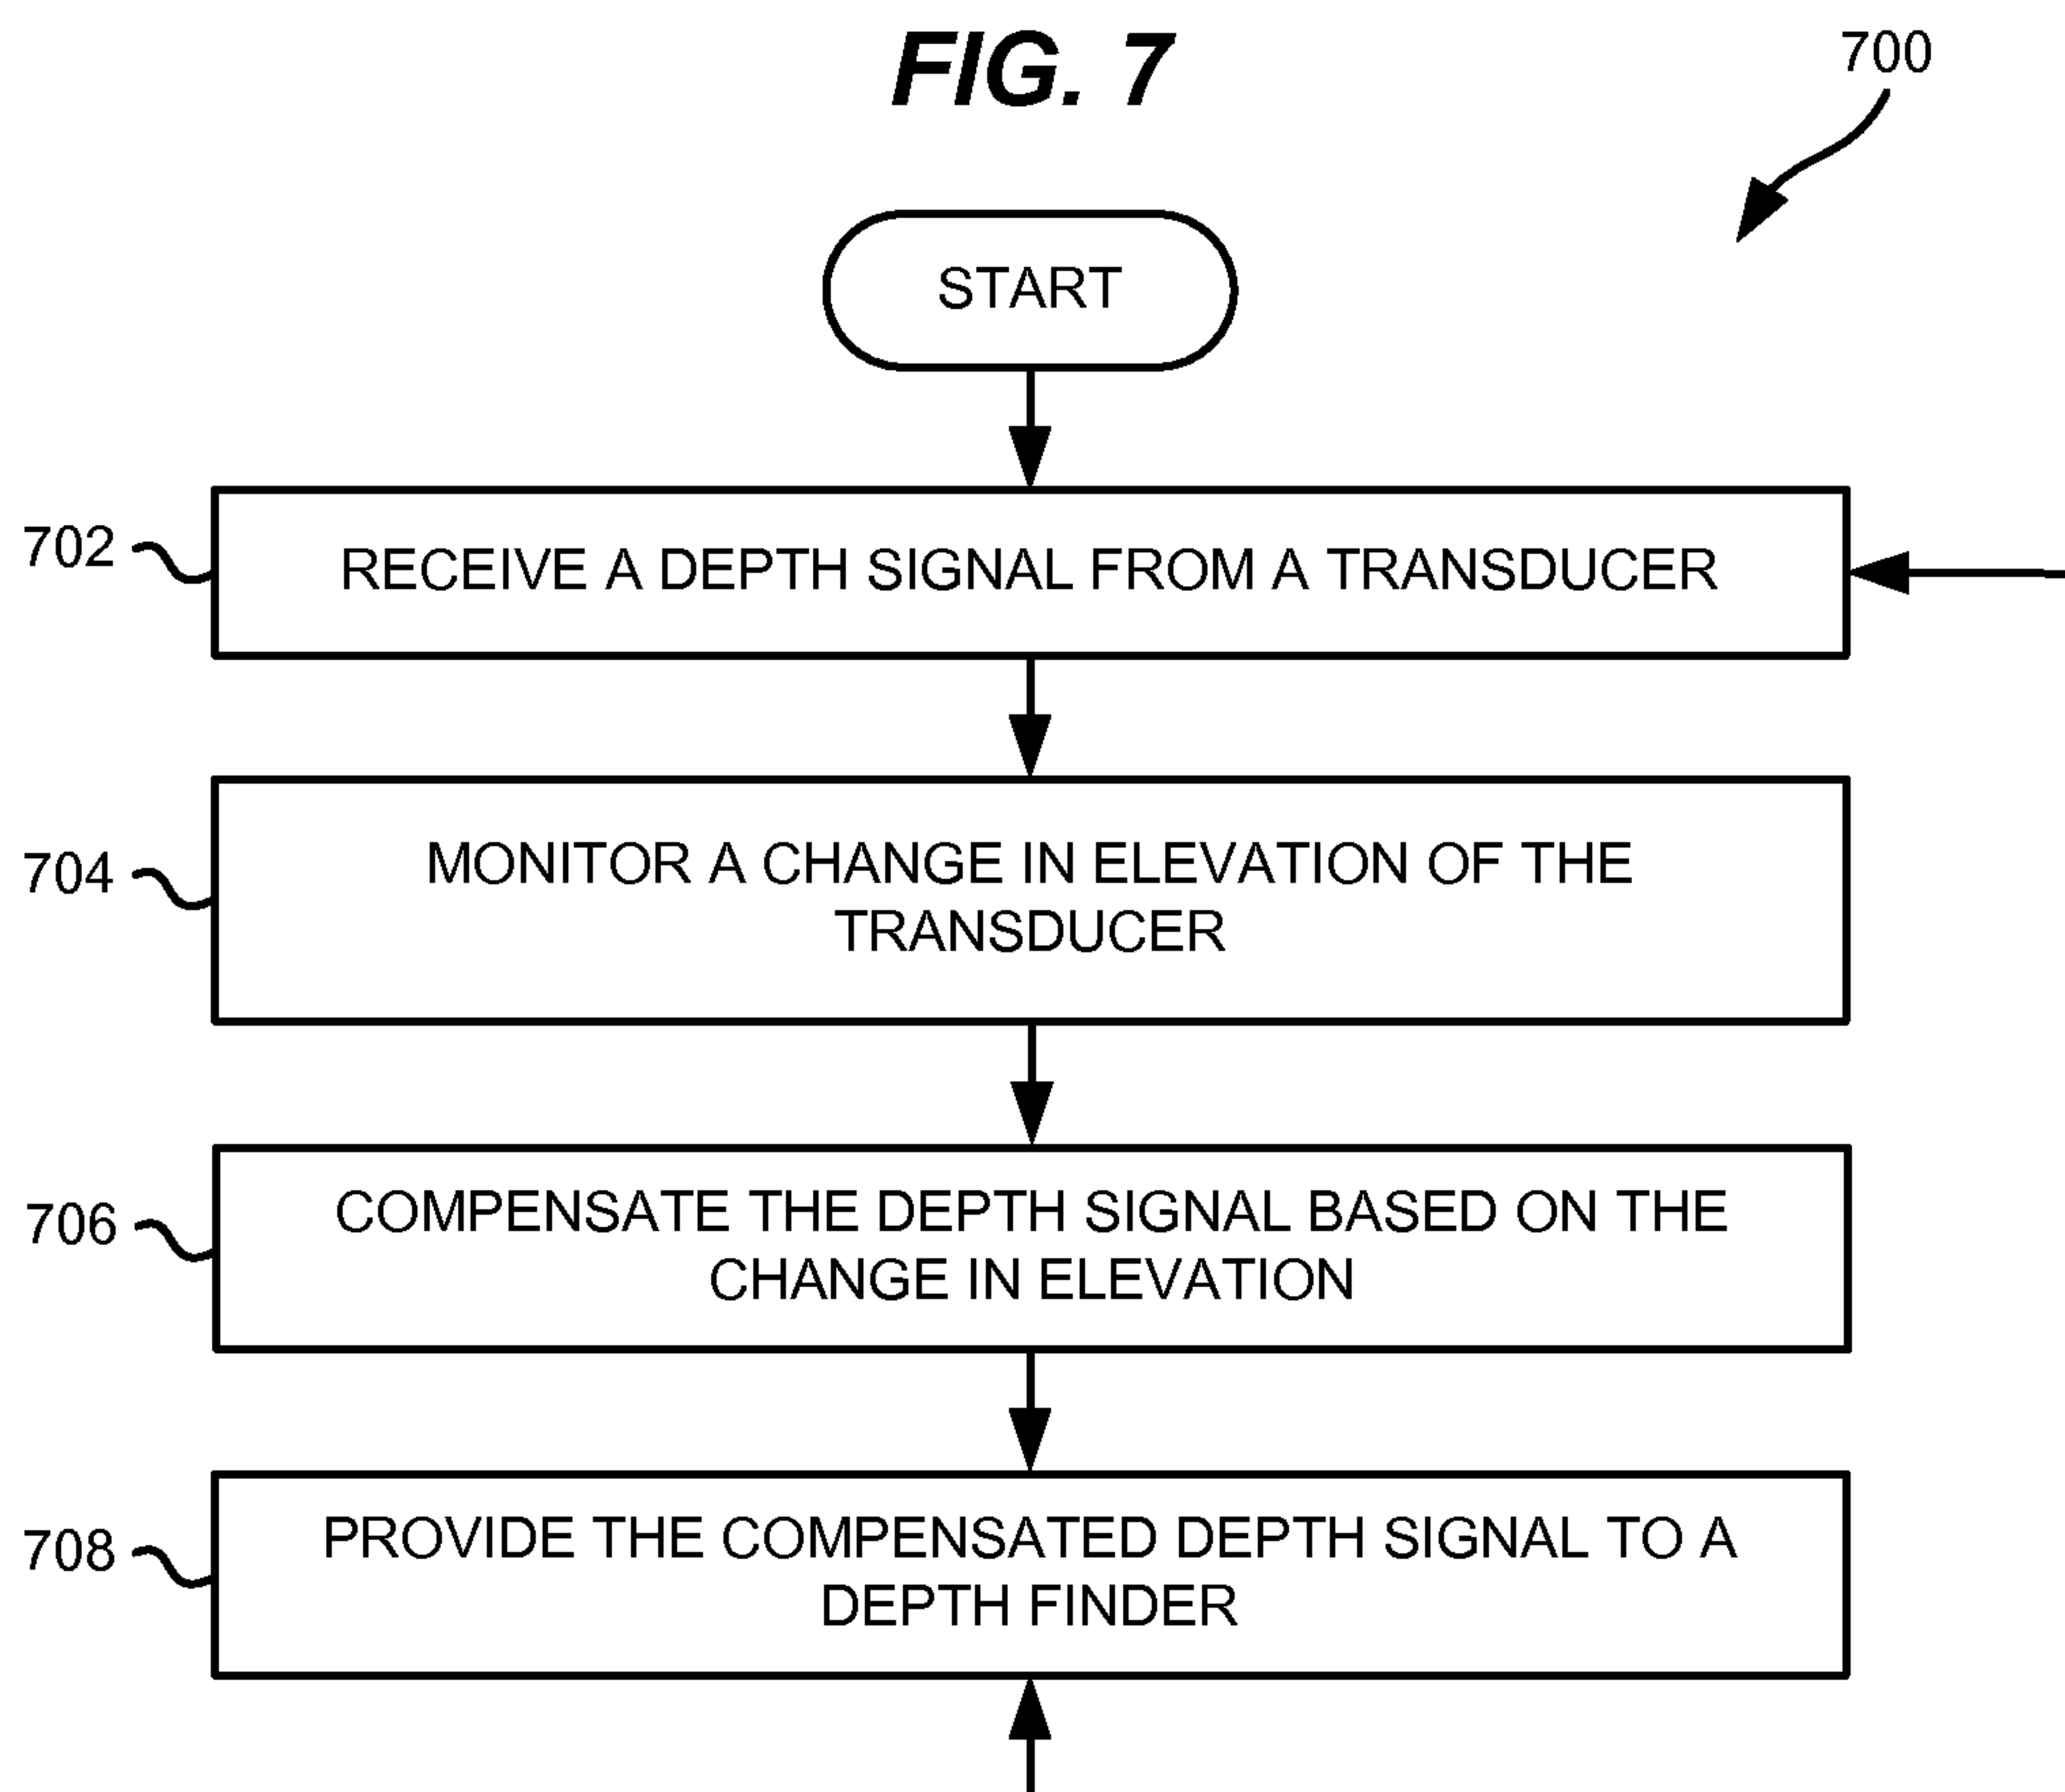 FIG. 7
700
START
702
RECEIVE A DEPTH SIGNAL FROM A TRANSDUCER
704
MONITOR A CHANGE IN ELEVATION OF THE
TRANSDUCER
706
COMPENSATE THE DEPTH SIGNAL BASED ON THE
CHANGE IN ELEVATION
708
PROVIDE THE COMPENSATED DEPTH SIGNAL TO A
DEPTH FINDER